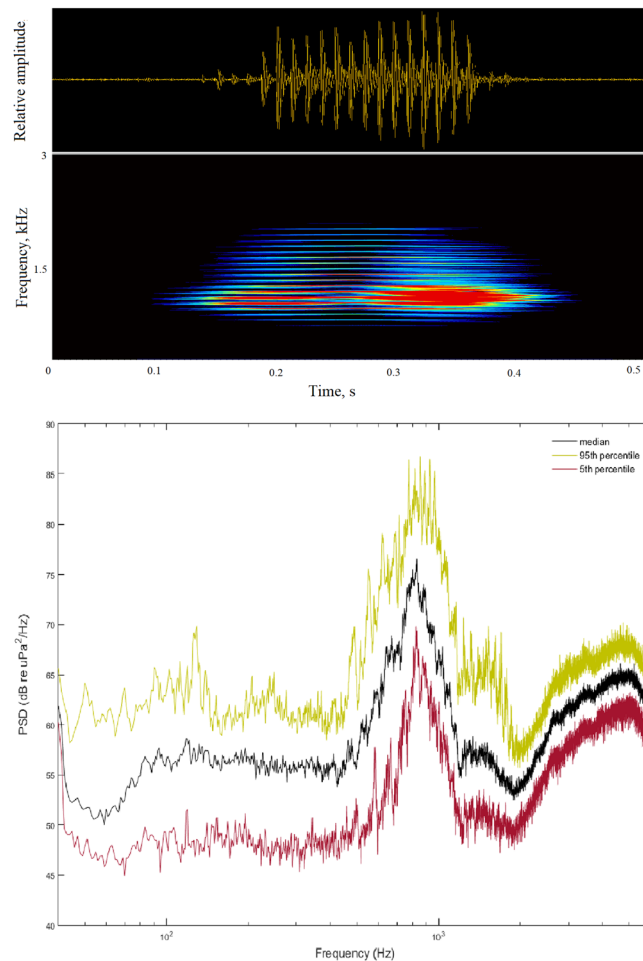 Relative amplitude
3
1.5
Frequency, kHz
0 0.1 0.2 0.3 0.4 0.5
Time, s
90
85
80
75
70
65
60
55
50
45
40
PSD (dB re uPa²/Hz)
median
95th percentile
5th percentile
10² 10³
Frequency (Hz)